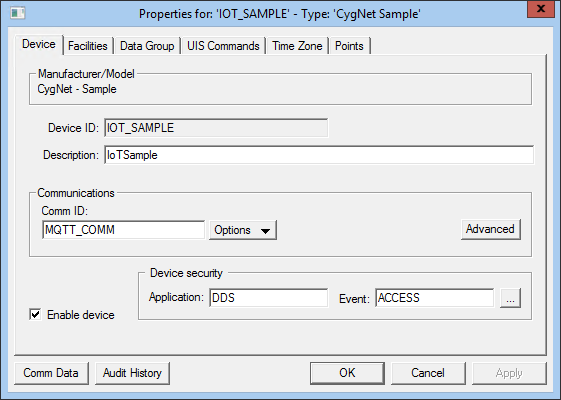 Properties for: 'IOT_SAMPLE' - Type: 'CygNet Sample'
Device Facilities Data Group UIS Commands Time Zone Points
Manufacturer/Model
CygNet - Sample
Device ID: IOT_SAMPLE
Description: IoTSample
Communications
Comm ID:
MQTT_COMM Options Advanced
Device security
Application: DDS Event: ACCESS ...
Enable device
Comm Data Audit History OK Cancel Apply